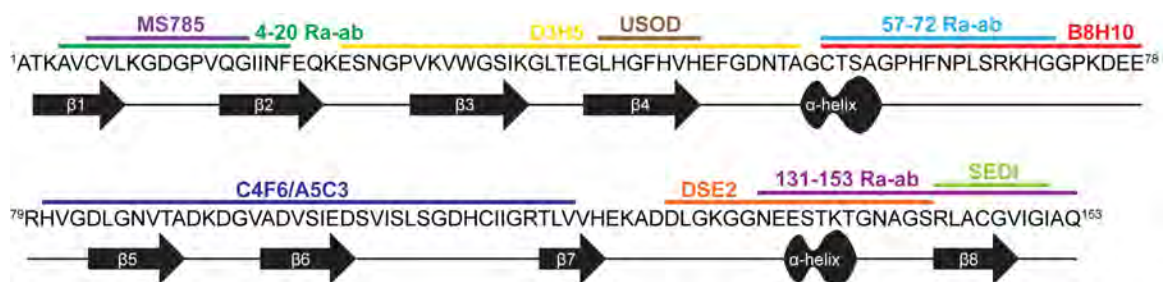 MS785 4-20 Ra-ab D3H5 USOD 57-72 Ra-ab B8H10
¹ATKAVCVLKGDGPVQGIINFEQKESNGPVKVWGSIKGLTEGLHGFHVHEFGDNTAGCTSAGPHFNPLSRKHGGPKDEE⁷⁸
β1 β2 β3 β4 α-helix
C4F6/A5C3 DSE2 131-153 Ra-ab SEDI
⁷⁹RHVGDLGNVTADKDGVADVSIEDSVISLSGDHCIIGRTLVVHEKADDLGKGGNEESTKTGNAGSRLACGVIGIAQ¹⁵³
β5 β6 β7 α-helix β8